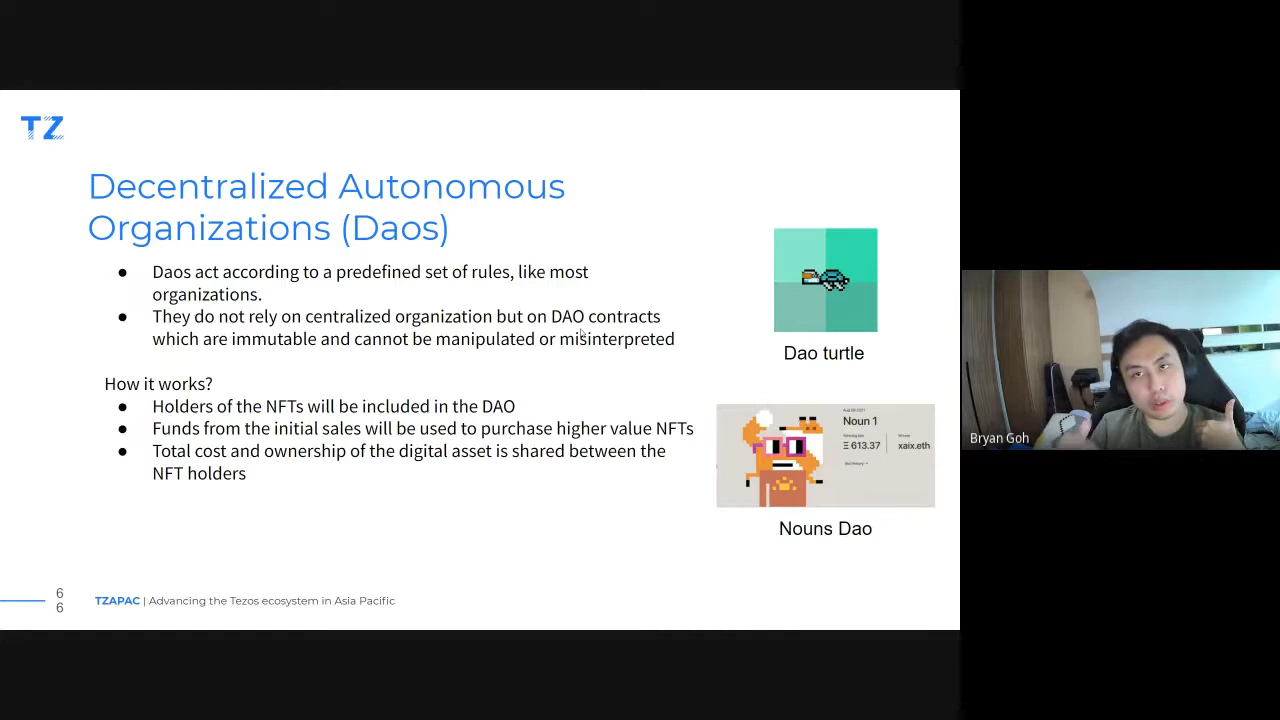 TZ
Decentralized Autonomous
Organizations (Daos)
● Daos act according to a predefined set of rules, like most
organizations.
● They do not rely on centralized organization but on DAO contracts
which are immutable and cannot be manipulated or misinterpreted
How it works?
● Holders of the NFTs will be included in the DAO
● Funds from the initial sales will be used to purchase higher value NFTs
● Total cost and ownership of the digital asset is shared between the
NFT holders
Dao turtle
Noun 1
Ξ 613.37
xaix.eth
Nouns Dao
6
6
TZAPAC | Advancing the Tezos ecosystem in Asia Pacific
Bryan Goh